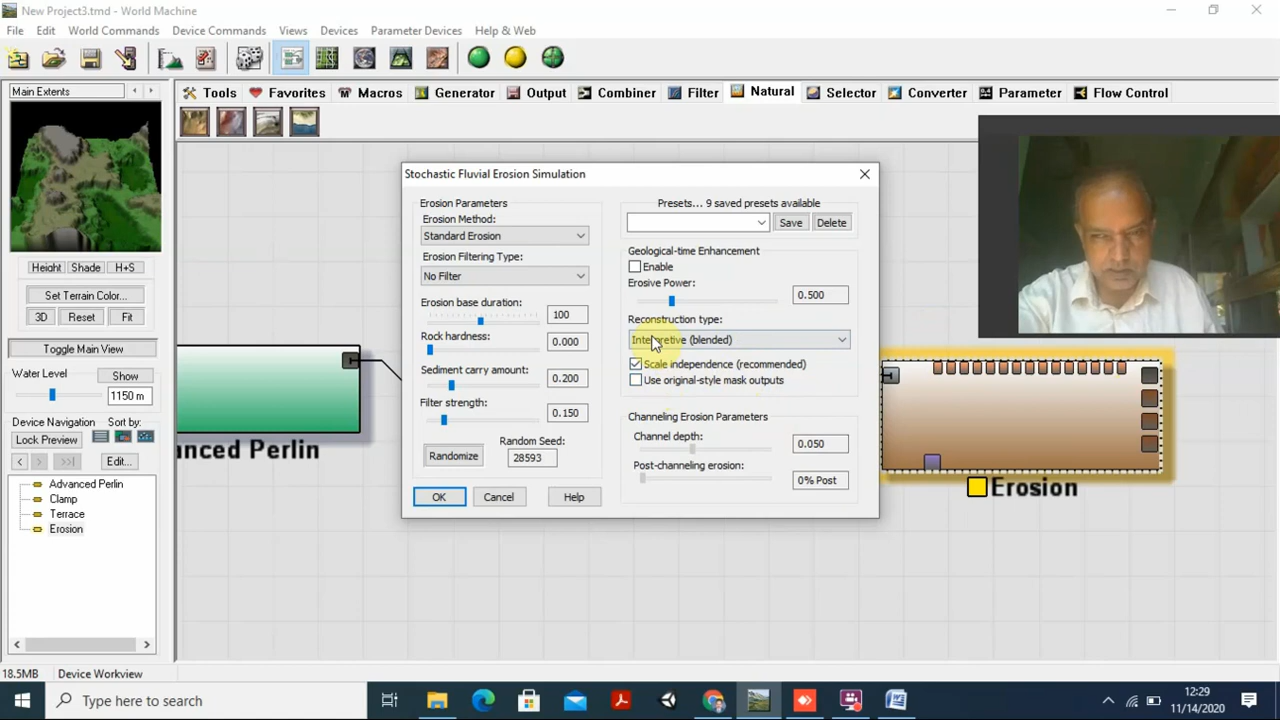 New Project3.tmd - World Machine
File Edit World Commands Device Commands Views Devices Parameter Devices Help & Web
Main Extents
Tools Favorites Macros Generator Output Combiner Filter Natural Selector Converter Parameter Flow Control
Height Shade H+S
Set Terrain Color...
3D Reset Fit
Toggle Main View
Water Level Show
1150 m
Device Navigation Sort by:
Lock Preview
Edit...
Advanced Perlin
Clamp
Terrace
Erosion
anced Perlin
Stochastic Fluvial Erosion Simulation
Erosion Parameters
Erosion Method:
Standard Erosion
Erosion Filtering Type:
No Filter
Erosion base duration: 100
Rock hardness: 0.000
Sediment carry amount: 0.200
Filter strength: 0.150
Random Seed:
Randomize 28593
OK Cancel Help
Presets... 9 saved presets available
Save Delete
Geological-time Enhancement
Enable
Erosive Power: 0.500
Reconstruction type:
Interpretive (blended)
Scale independence (recommended)
Use original-style mask outputs
Channeling Erosion Parameters
Channel depth: 0.050
Post-channeling erosion: 0% Post
Erosion
18.5MB Device Workview
Type here to search
12:29
11/14/2020